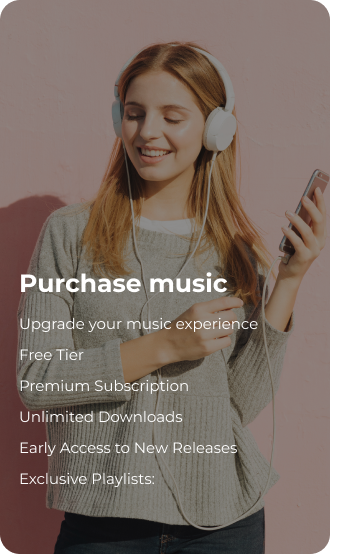 Purchase music
Upgrade your music experience
Free Tier
Premium Subscription
Unlimited Downloads
Early Access to New Releases
Exclusive Playlists: